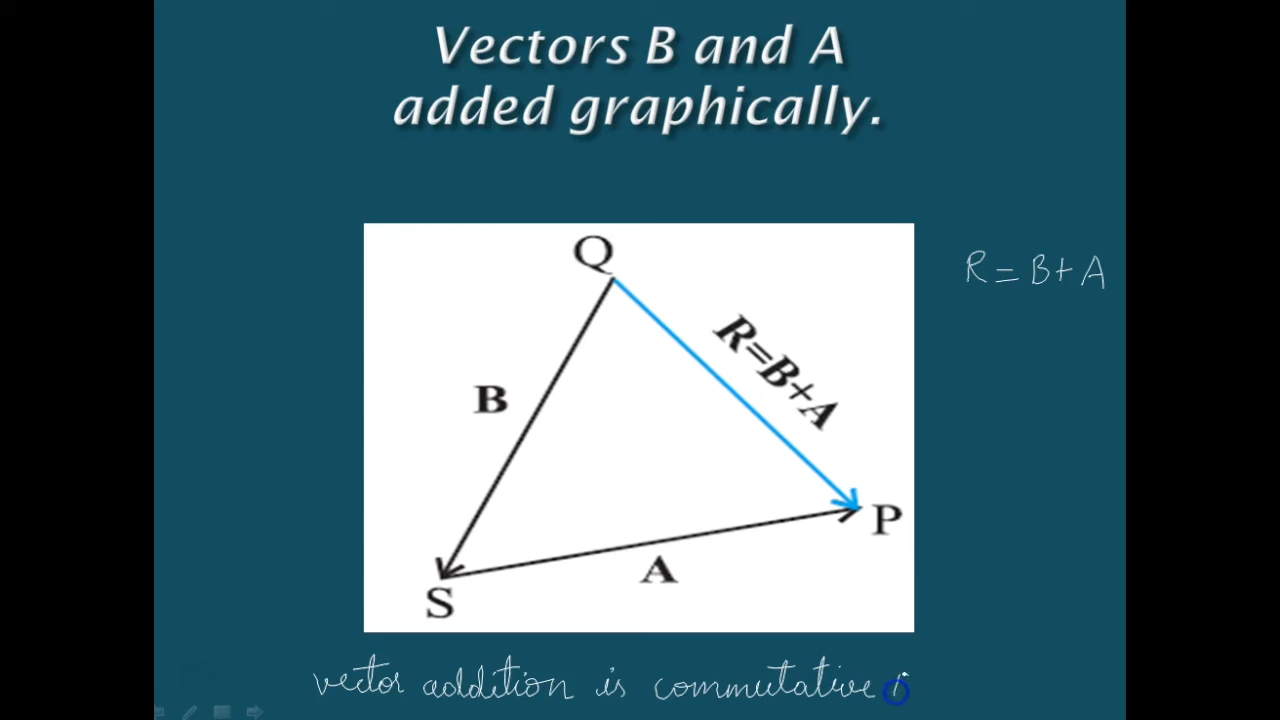 Vectors B and A
added graphically.
Q
R = B + A
R=B+A
B
P
A
S
vector addition is commutative